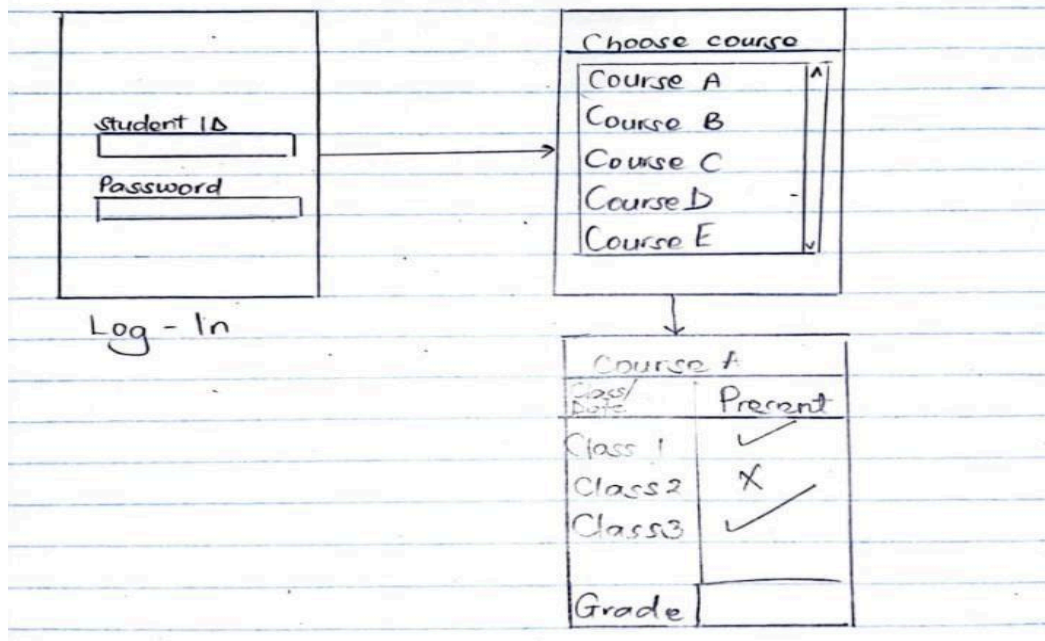 Student ID
Password
Log-In
Choose course
Course A
Course B
Course C
Course D
Course E
Course A
Class/
Date
Present
Class 1
Class 2
Class 3
Grade